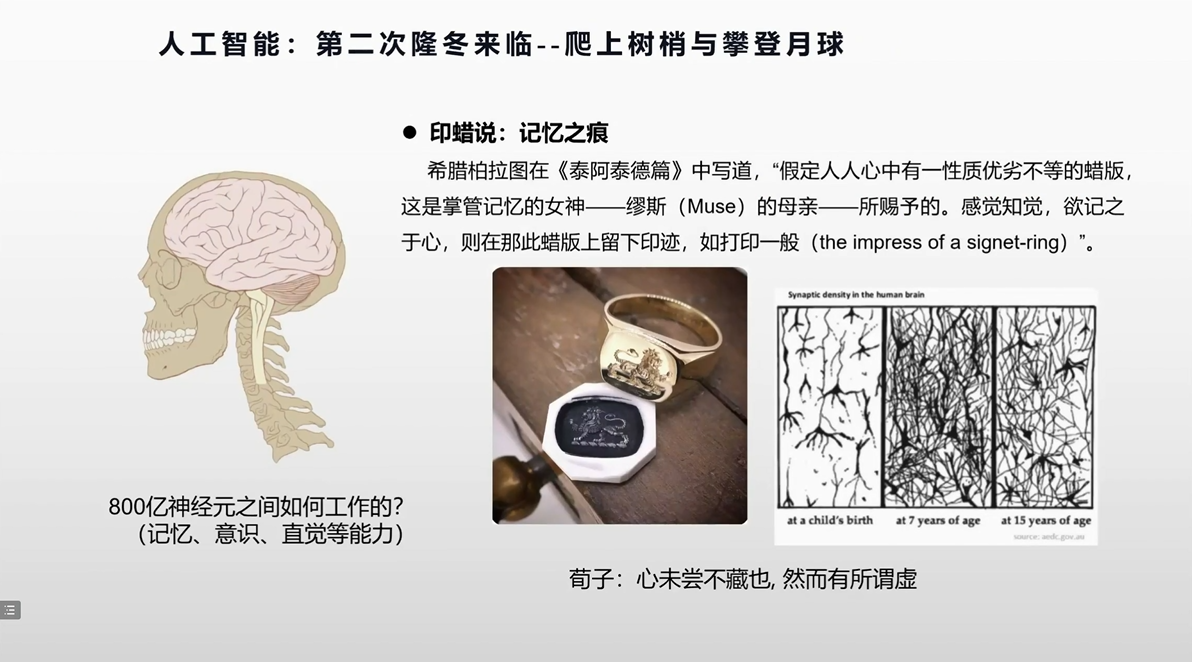 人工智能：第二次隆冬来临--爬上树梢与攀登月球
● 印蜡说：记忆之痕
希腊柏拉图在《泰阿泰德篇》中写道，“假定人人心中有一性质优劣不等的蜡版，
这是掌管记忆的女神——缪斯（Muse）的母亲——所赐予的。感觉知觉，欲记之
于心，则在那此蜡版上留下印迹，如打印一般（the impress of a signet-ring）”。
Synaptic density in the human brain
at a child's birth
at 7 years of age
at 15 years of age
source: aedc.gov.au
800亿神经元之间如何工作的？
（记忆、意识、直觉等能力）
荀子：心未尝不藏也, 然而有所谓虚